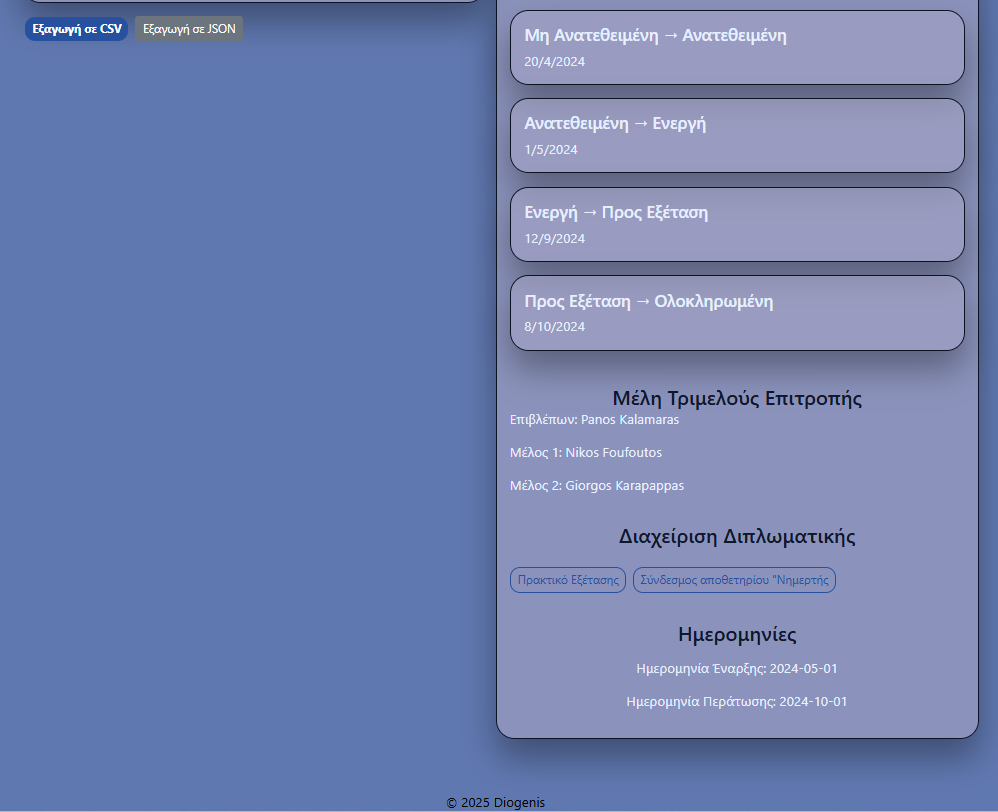 Εξαγωγή σε CSV
Εξαγωγή σε JSON
Μη Ανατεθειμένη → Ανατεθειμένη
20/4/2024
Ανατεθειμένη → Ενεργή
1/5/2024
Ενεργή → Προς Εξέταση
12/9/2024
Προς Εξέταση → Ολοκληρωμένη
8/10/2024
Μέλη Τριμελούς Επιτροπής
Επιβλέπων: Panos Kalamaras
Μέλος 1: Nikos Foufoutos
Μέλος 2: Giorgos Karapappas
Διαχείριση Διπλωματικής
Πρακτικό Εξέτασης
Σύνδεσμος αποθετηρίου "Νημερτής
Ημερομηνίες
Ημερομηνία Έναρξης: 2024-05-01
Ημερομηνία Περάτωσης: 2024-10-01
© 2025 Diogenis